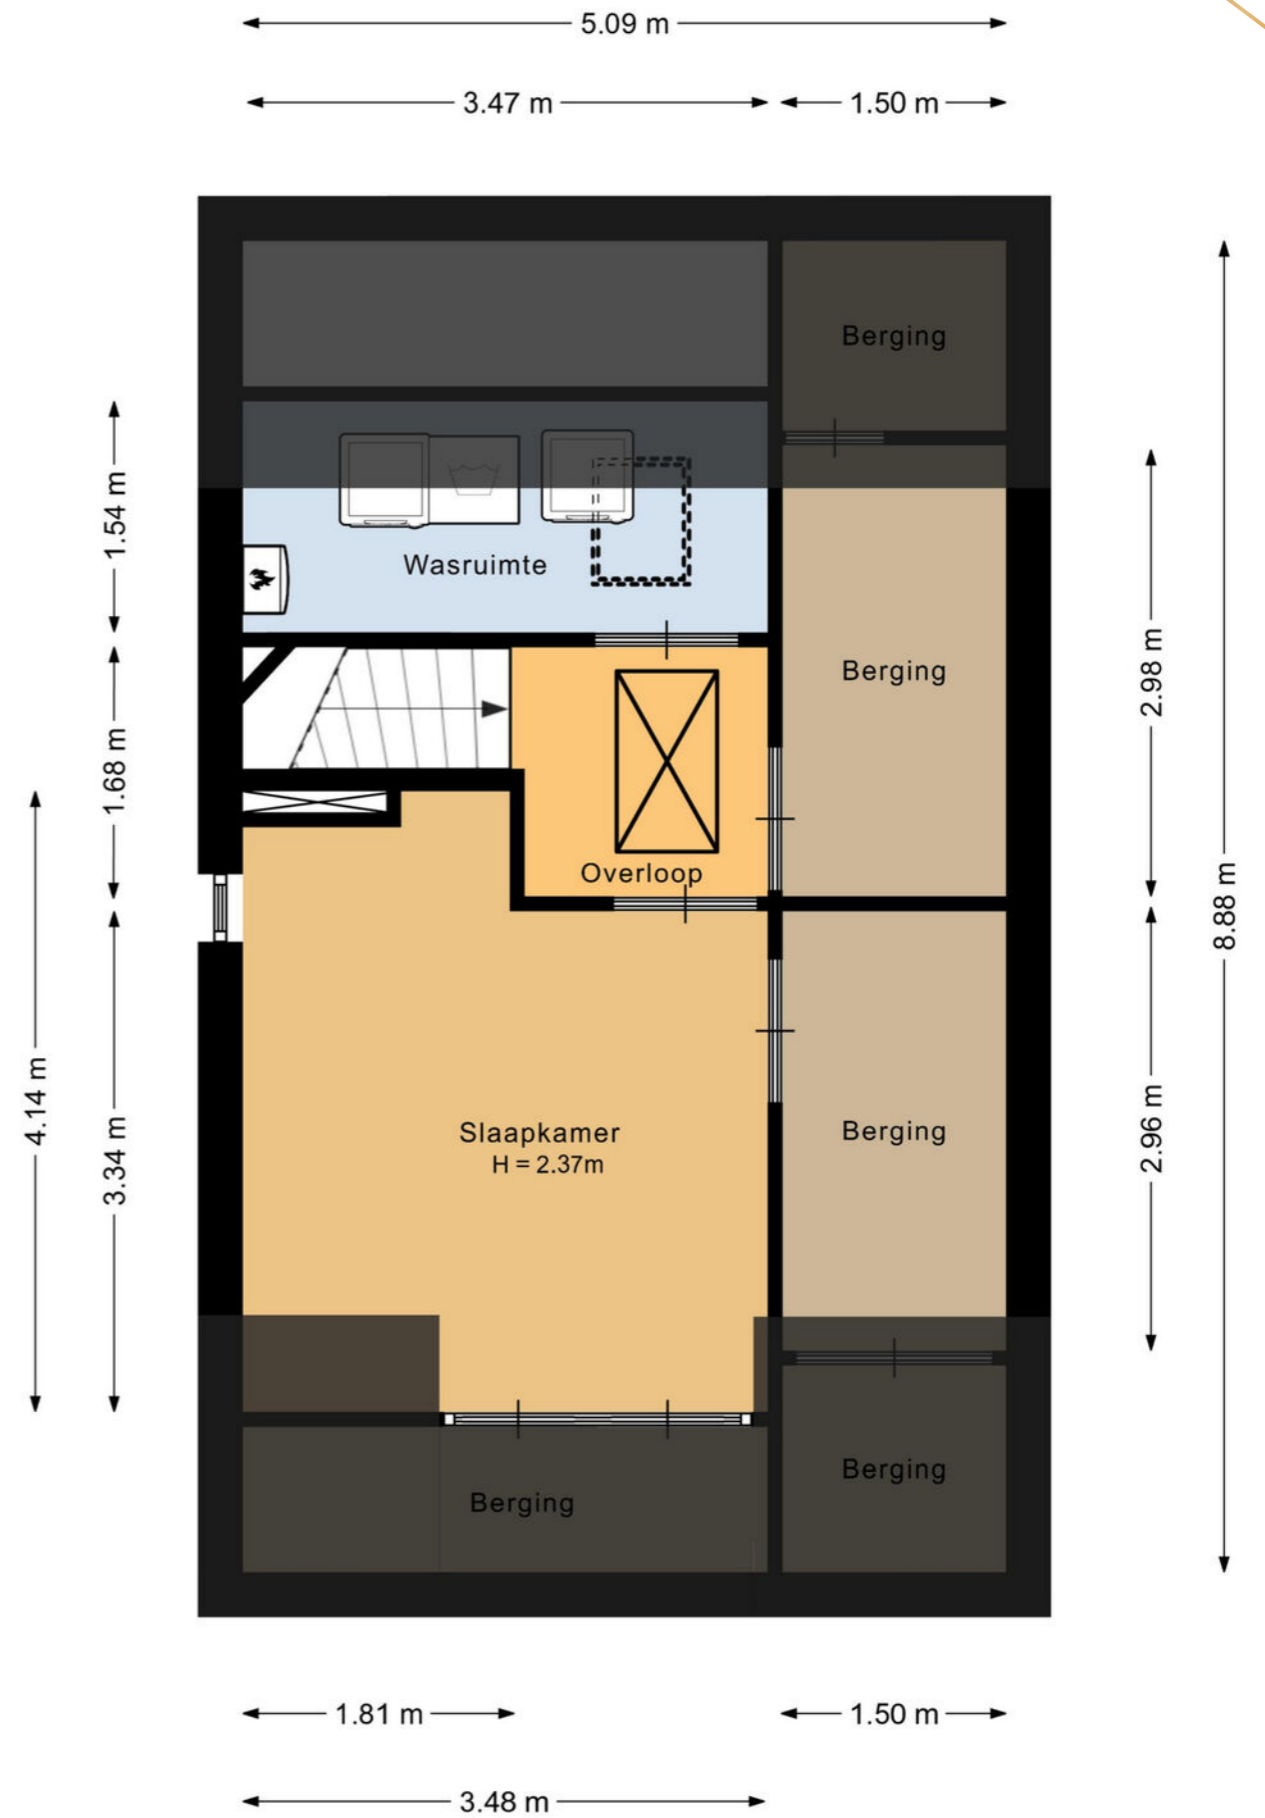 5.09 m
3.47 m
1.50 m
Berging
1.54 m
Wasruimte
2.98 m
Berging
1.68 m
Overloop
8.88 m
4.14 m
3.34 m
Slaapkamer
H = 2.37m
Berging
2.96 m
Berging
Berging
1.81 m
1.50 m
3.48 m